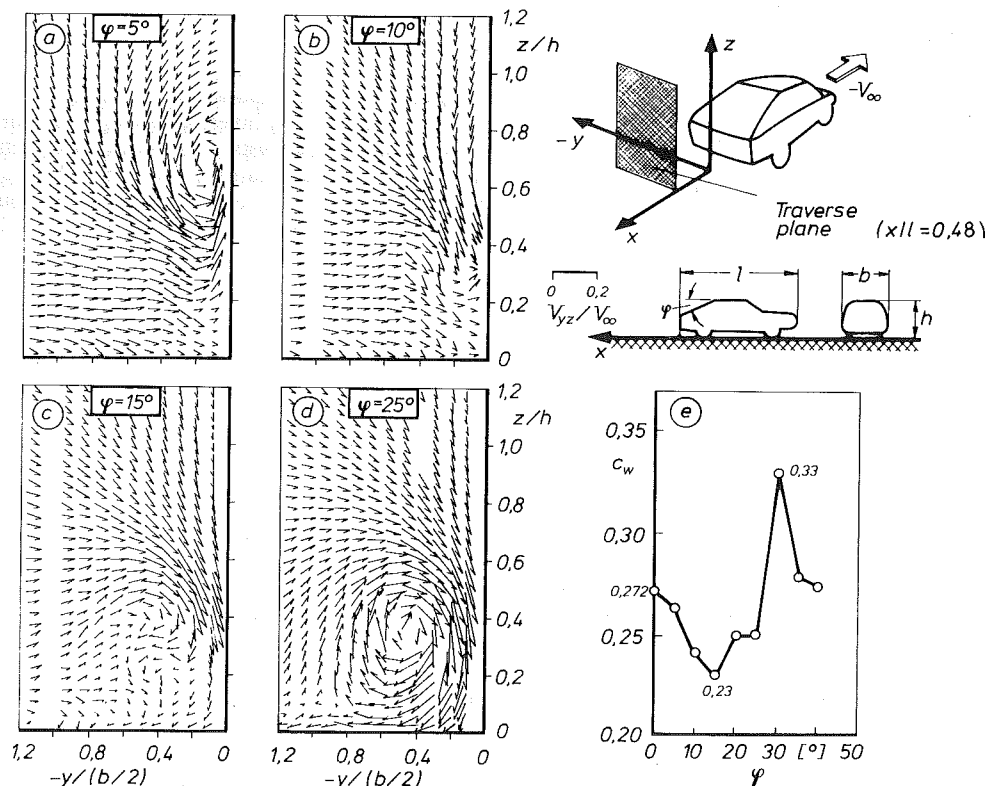 a
φ=5°
b
φ=10°
1,2
z/h
1,0
0,8
0,6
0,4
0,2
0
c
φ=15°
d
φ=25°
1,2
z/h
1,0
0,8
0,6
0,4
0,2
0
1,2 0,8 0,4 0
-y/(b/2)
1,2 0,8 0,4 0
-y/(b/2)
z
-V∞
-y
x
Traverse
plane (x/l=0,48)
0 0,2
Vyz/V∞
l
b
φ
h
x
e
0,35
cw
0,33
0,30
0,272
0,25
0,23
0,20
0 10 20 30 [°] 50
φ